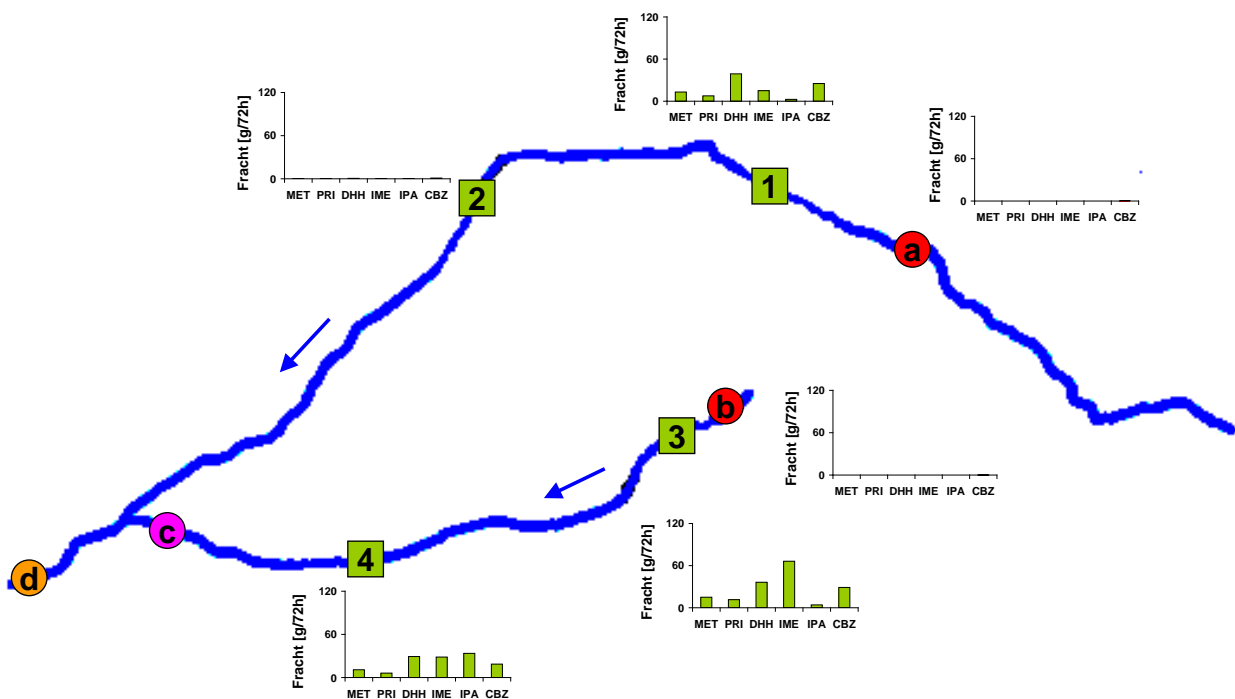 Fracht [g/72h]
120
60
0
MET PRI DHH IME IPA CBZ
Fracht [g/72h]
120
60
0
MET PRI DHH IME IPA CBZ
Fracht [g/72h]
120
60
0
MET PRI DHH IME IPA CBZ
1
2
a
b
3
Fracht [g/72h]
120
60
0
MET PRI DHH IME IPA CBZ
c
4
d
Fracht [g/72h]
120
60
0
MET PRI DHH IME IPA CBZ
Fracht [g/72h]
120
60
0
MET PRI DHH IME IPA CBZ